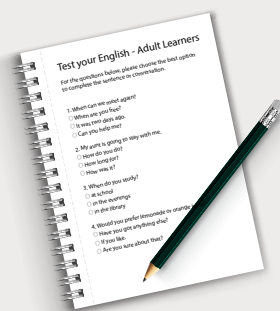 Test your English - Adult Learners
For the questions below, please choose the best option
to complete the sentence or conversation.
1. When can we meet again?
When are you free?
It was two days ago.
Can you help me?
2. My aunt is going to stay with me.
How do you do?
How long for?
How was it?
3. When do you study?
at school
in the evenings
in the library
4. Would you prefer lemonade or orange
Have you got anything else?
If you like.
Are you sure about that?